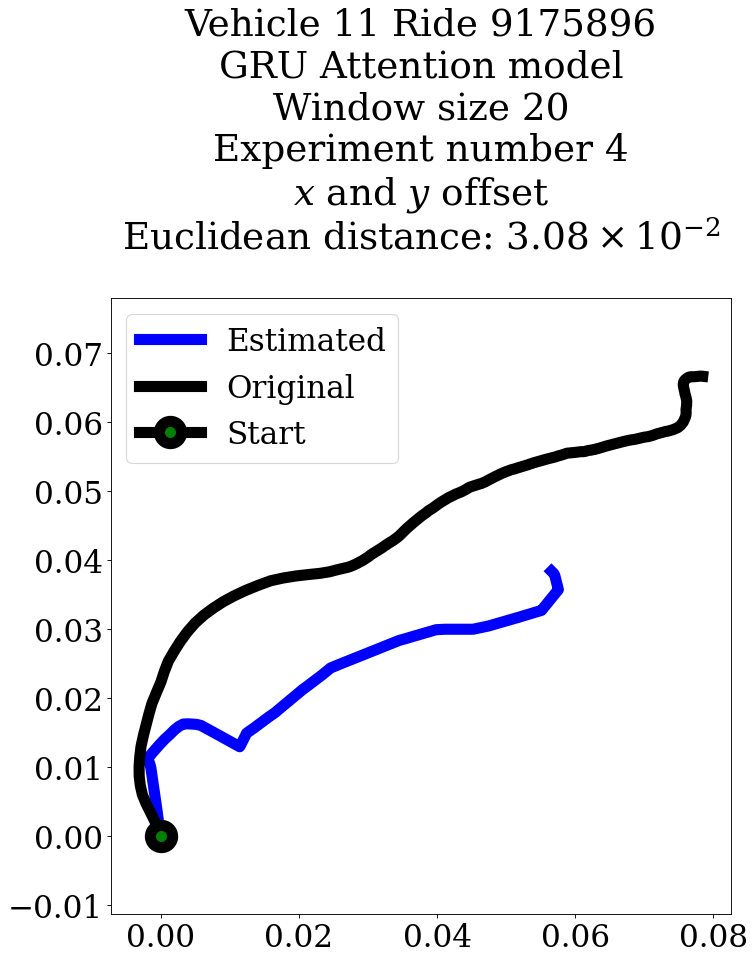 Vehicle 11 Ride 9175896
GRU Attention model
Window size 20
Experiment number 4
x and y offset
Euclidean distance: 3.08 × 10⁻²
Estimated
Original
Start
0.07
0.06
0.05
0.04
0.03
0.02
0.01
0.00
−0.01
0.00 0.02 0.04 0.06 0.08